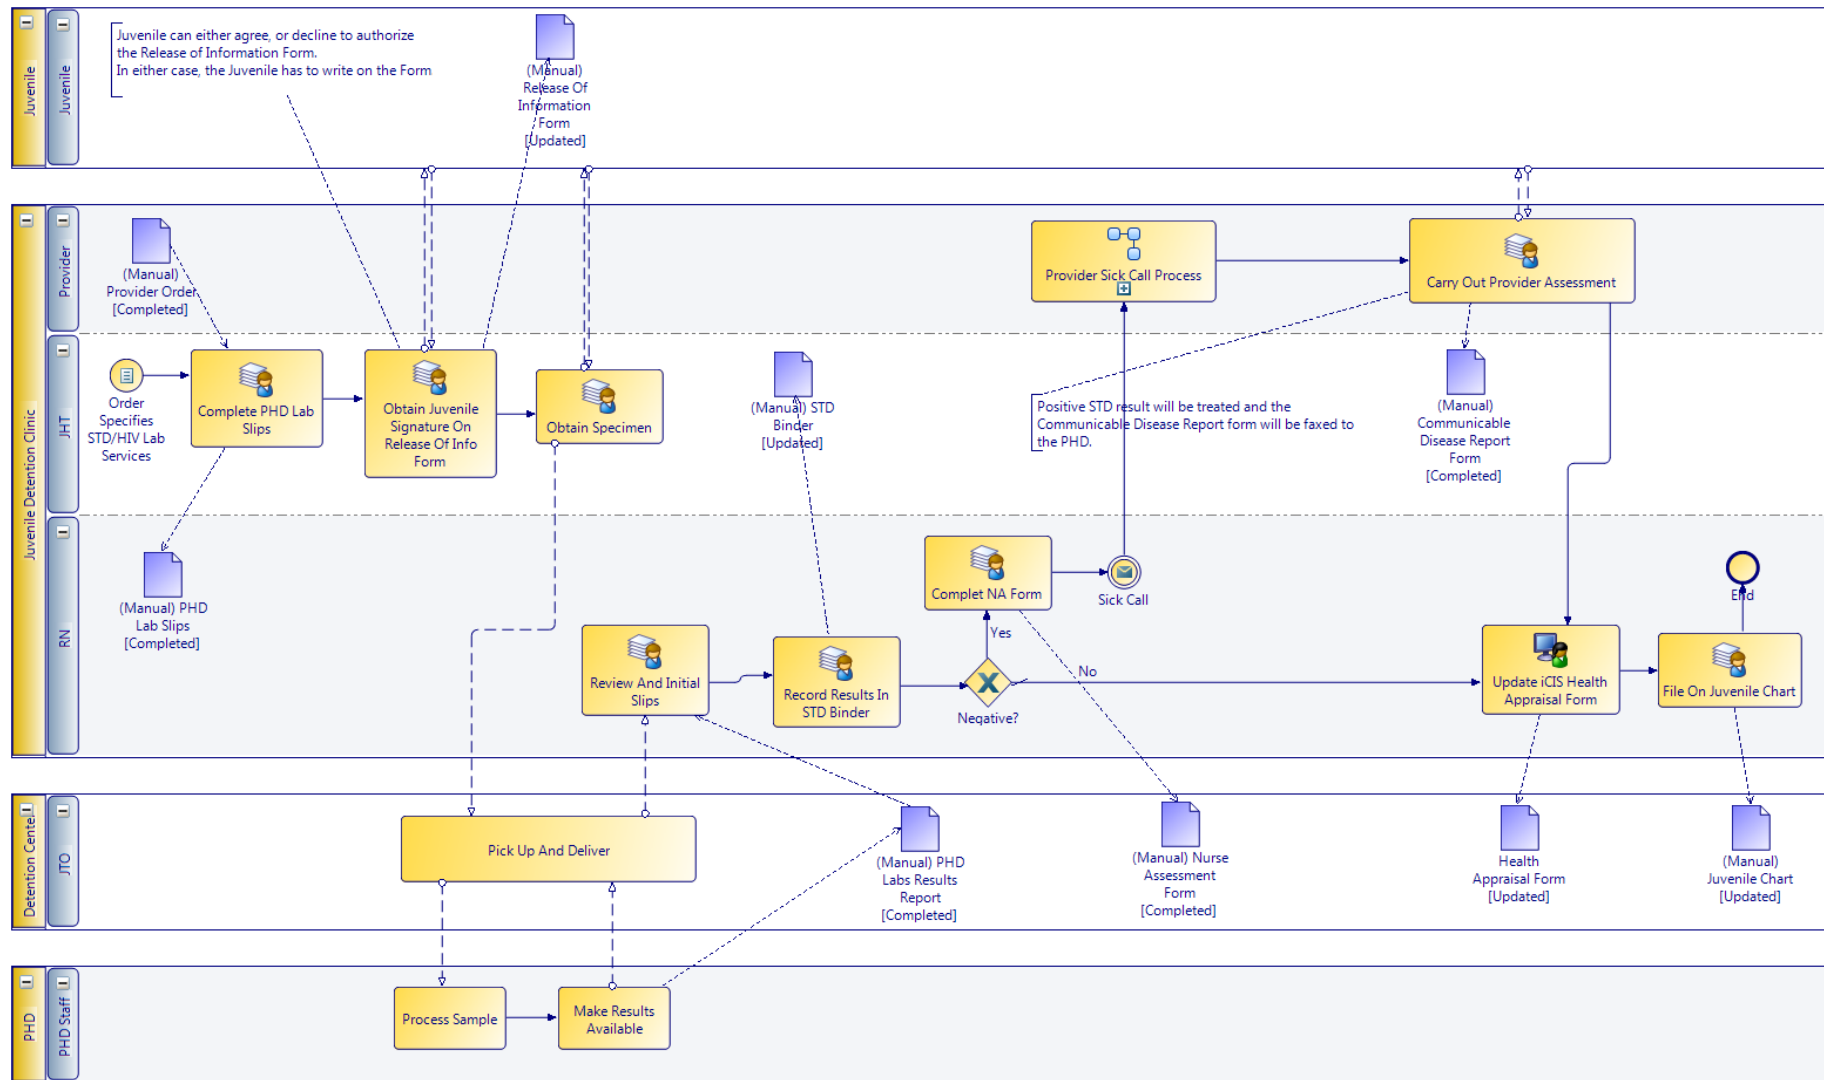 Juvenile
Juvenile
Juvenile can either agree, or decline to authorize
the Release of Information Form.
In either case, the Juvenile has to write on the Form
(Manual)
Release Of
Information
Form
[Updated]
Juvenile Detention Clinic
Provider
(Manual)
Provider Order
[Completed]
Provider Sick Call Process
Carry Out Provider Assessment
JHT
Order
Specifies
STD/HIV Lab
Services
Complete PHD Lab
Slips
Obtain Juvenile
Signature On
Release Of Info
Form
Obtain Specimen
(Manual) STD
Binder
[Updated]
Positive STD result will be treated and the
Communicable Disease Report form will be faxed to
the PHD.
(Manual)
Communicable
Disease Report
Form
[Completed]
RN
(Manual) PHD
Lab Slips
[Completed]
Review And Initial
Slips
Record Results In
STD Binder
Complet NA Form
Sick Call
Yes
No
Negative?
Update iCIS Health
Appraisal Form
End
File On Juvenile Chart
Detention Cente
JTO
Pick Up And Deliver
(Manual) PHD
Labs Results
Report
[Completed]
(Manual) Nurse
Assessment
Form
[Completed]
Health
Appraisal Form
[Updated]
(Manual)
Juvenile Chart
[Updated]
PHD
PHD Staff
Process Sample
Make Results
Available